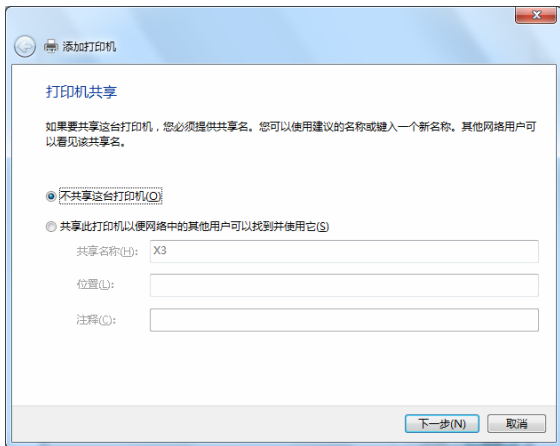 添加打印机
打印机共享
如果要共享这台打印机，您必须提供共享名。您可以使用建议的名称或键入一个新名称。其他网络用户可
以看见该共享名。
不共享这台打印机(O)
共享此打印机以便网络中的其他用户可以找到并使用它(S)
共享名称(H): X3
位置(L):
注释(C):
下一步(N) 取消